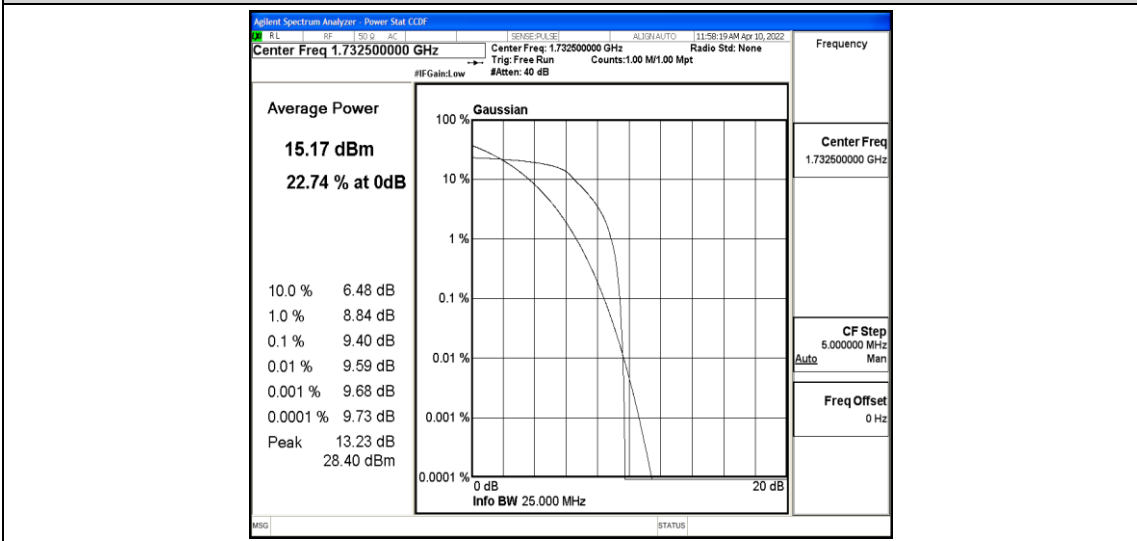 Agilent Spectrum Analyzer - Power Stat CCDF
RL RF 50 Ω AC SENSE:PULSE ALIGN AUTO 11:58:19 AM Apr 10, 2022
Center Freq 1.732500000 GHz
Center Freq: 1.732500000 GHz Radio Std: None
Trig: Free Run Counts:1.00 M/1.00 Mpt
#IFGain:Low #Atten: 40 dB
Frequency
Average Power
15.17 dBm
22.74 % at 0dB
10.0 % 6.48 dB
1.0 % 8.84 dB
0.1 % 9.40 dB
0.01 % 9.59 dB
0.001 % 9.68 dB
0.0001 % 9.73 dB
Peak 13.23 dB
28.40 dBm
Gaussian
100 %
10 %
1 %
0.1 %
0.01 %
0.001 %
0.0001 %
0 dB 20 dB
Info BW 25.000 MHz
Center Freq
1.732500000 GHz
CF Step
5.000000 MHz
Auto Man
Freq Offset
0 Hz
MSG STATUS